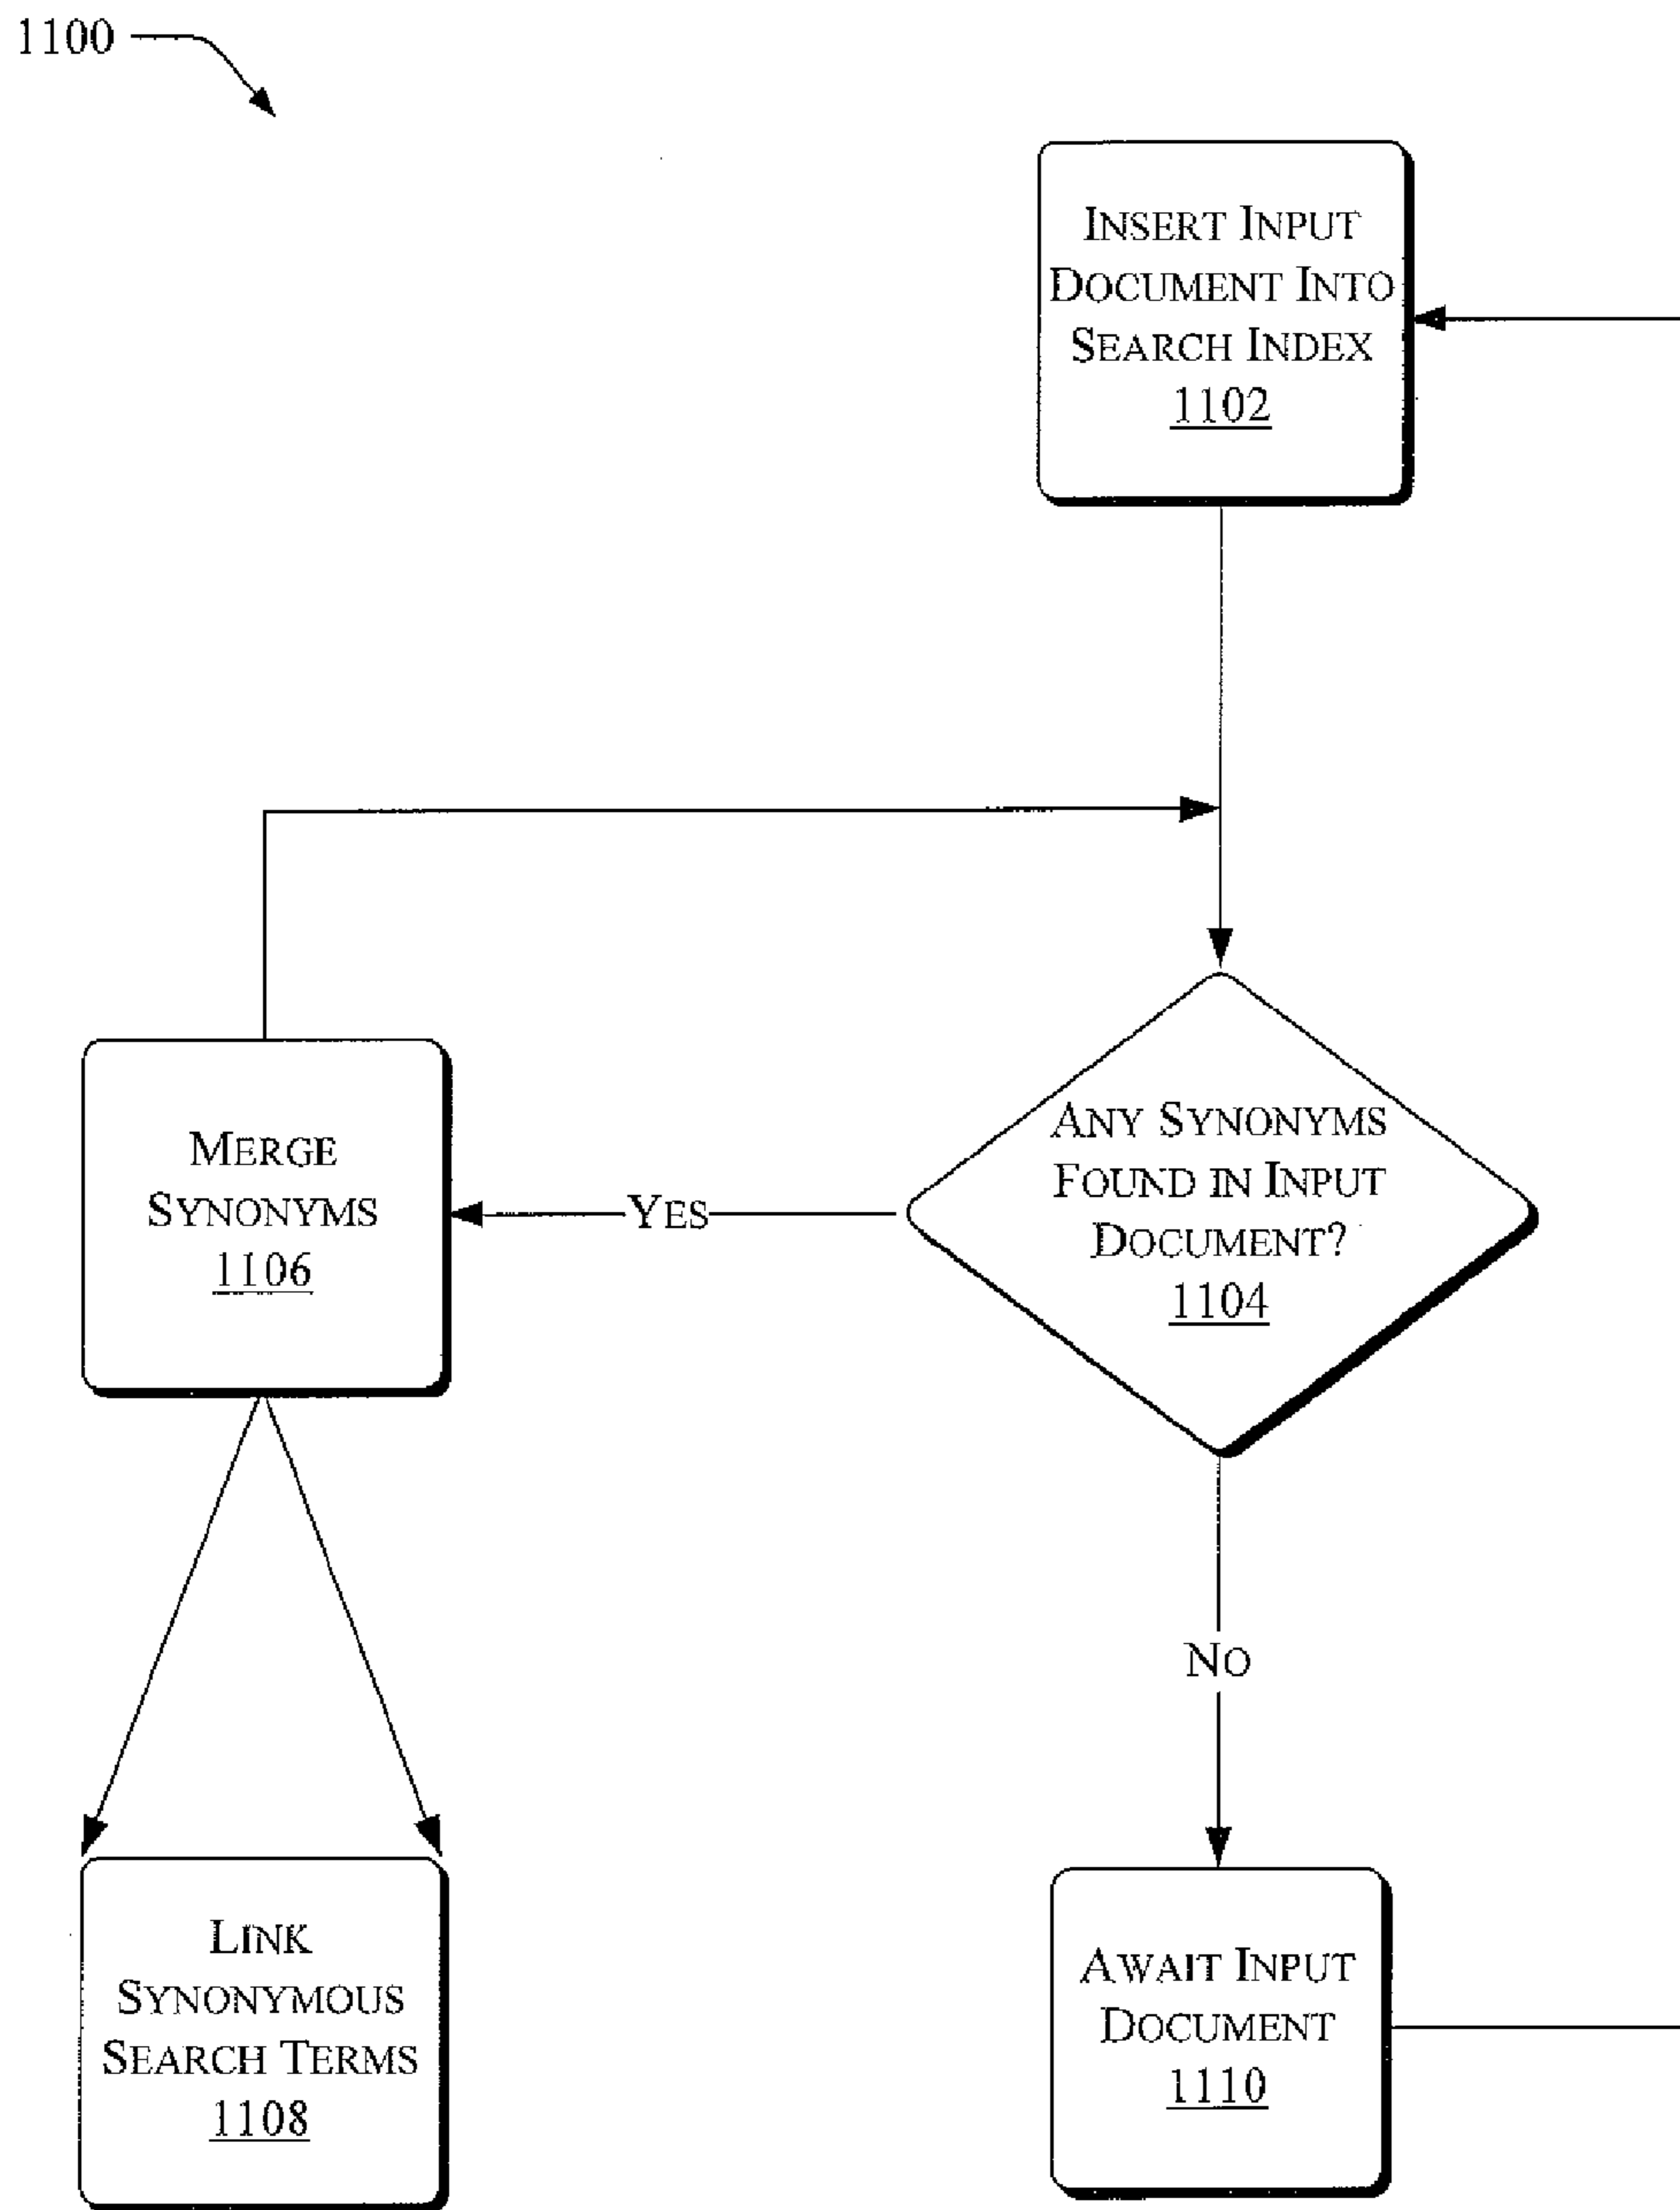 1100
INSERT INPUT
DOCUMENT INTO
SEARCH INDEX
1102
ANY SYNONYMS
FOUND IN INPUT
DOCUMENT?
1104
YES
MERGE
SYNONYMS
1106
NO
LINK
SYNONYMOUS
SEARCH TERMS
1108
AWAIT INPUT
DOCUMENT
1110